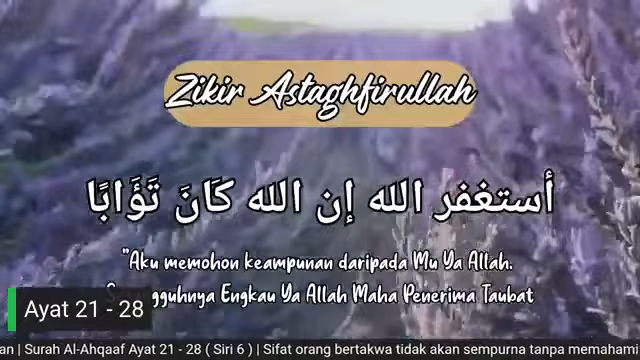 Zikir Astaghfirullah
أستغفر الله إن الله كَانَ تَؤَابًا
"Aku memohon keampunan daripada Mu Ya Allah.
Engkau Ya Allah Maha Penerima Taubat
Ayat 21 - 28
| Surah Al-Ahqaaf Ayat 21 - 28 ( Siri 6 ) | Sifat orang bertakwa tidak akan sempurna tanpa